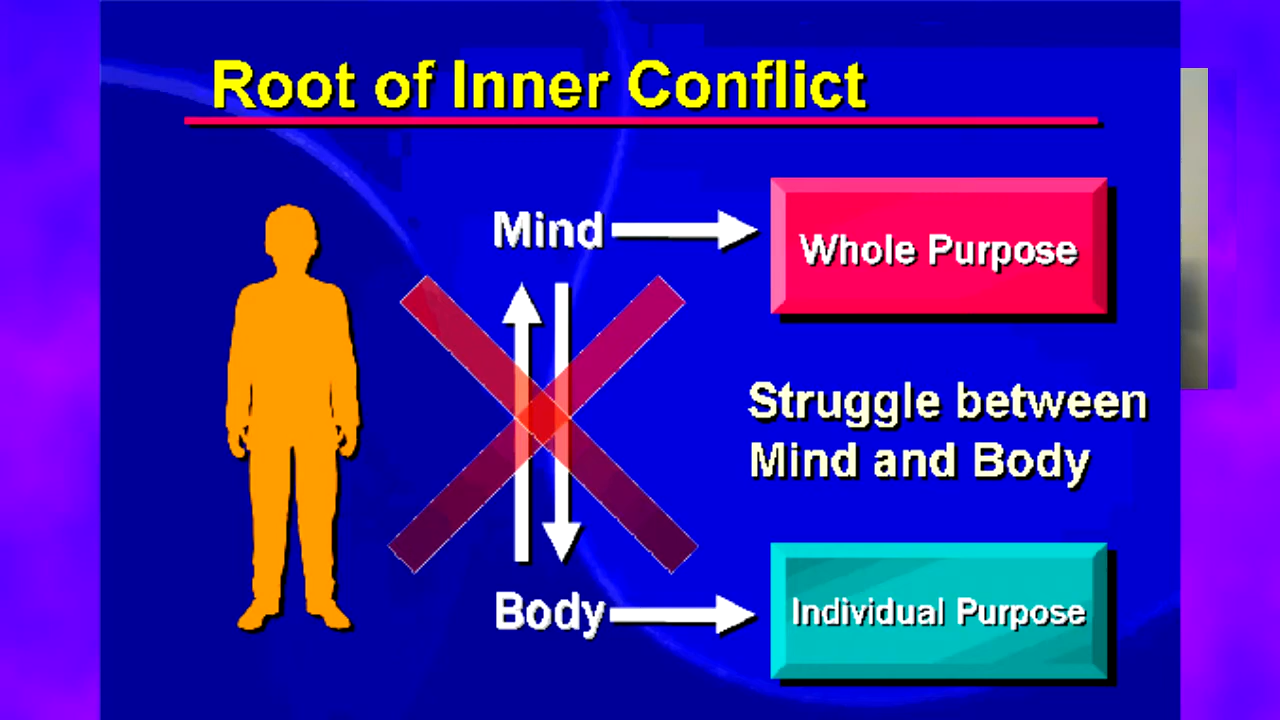 Root of Inner Conflict
Mind
Whole Purpose
Struggle between
Mind and Body
Body
Individual Purpose